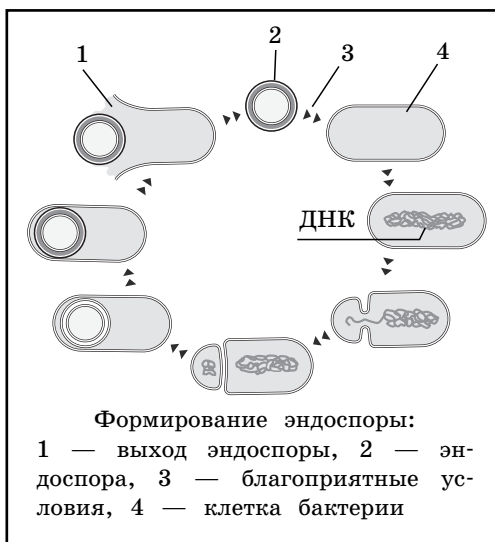 1
2
3
4
ДНК
Формирование эндоспоры:
1 — выход эндоспоры, 2 — эн-
доспора, 3 — благоприятные ус-
ловия, 4 — клетка бактерии